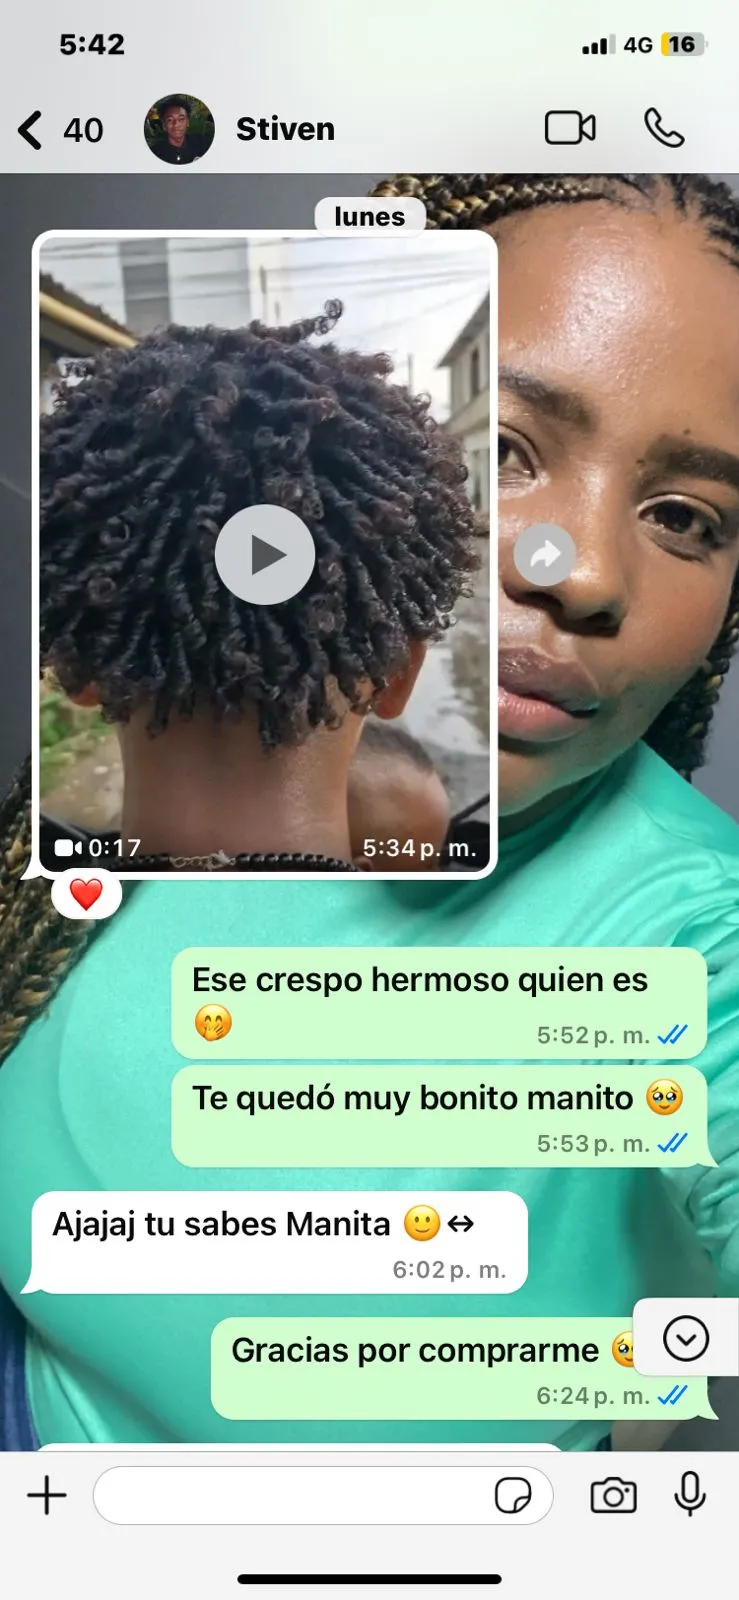 5:42
4G 16
40 Stiven
lunes
0:17 5:34 p. m.
❤️
Ese crespo hermoso quien es
🤭 5:52 p. m.
Te quedó muy bonito manito 🥹
5:53 p. m.
Ajajaj tu sabes Manita 🙂‍↔️
6:02 p. m.
Gracias por comprarme 🥹
6:24 p. m.